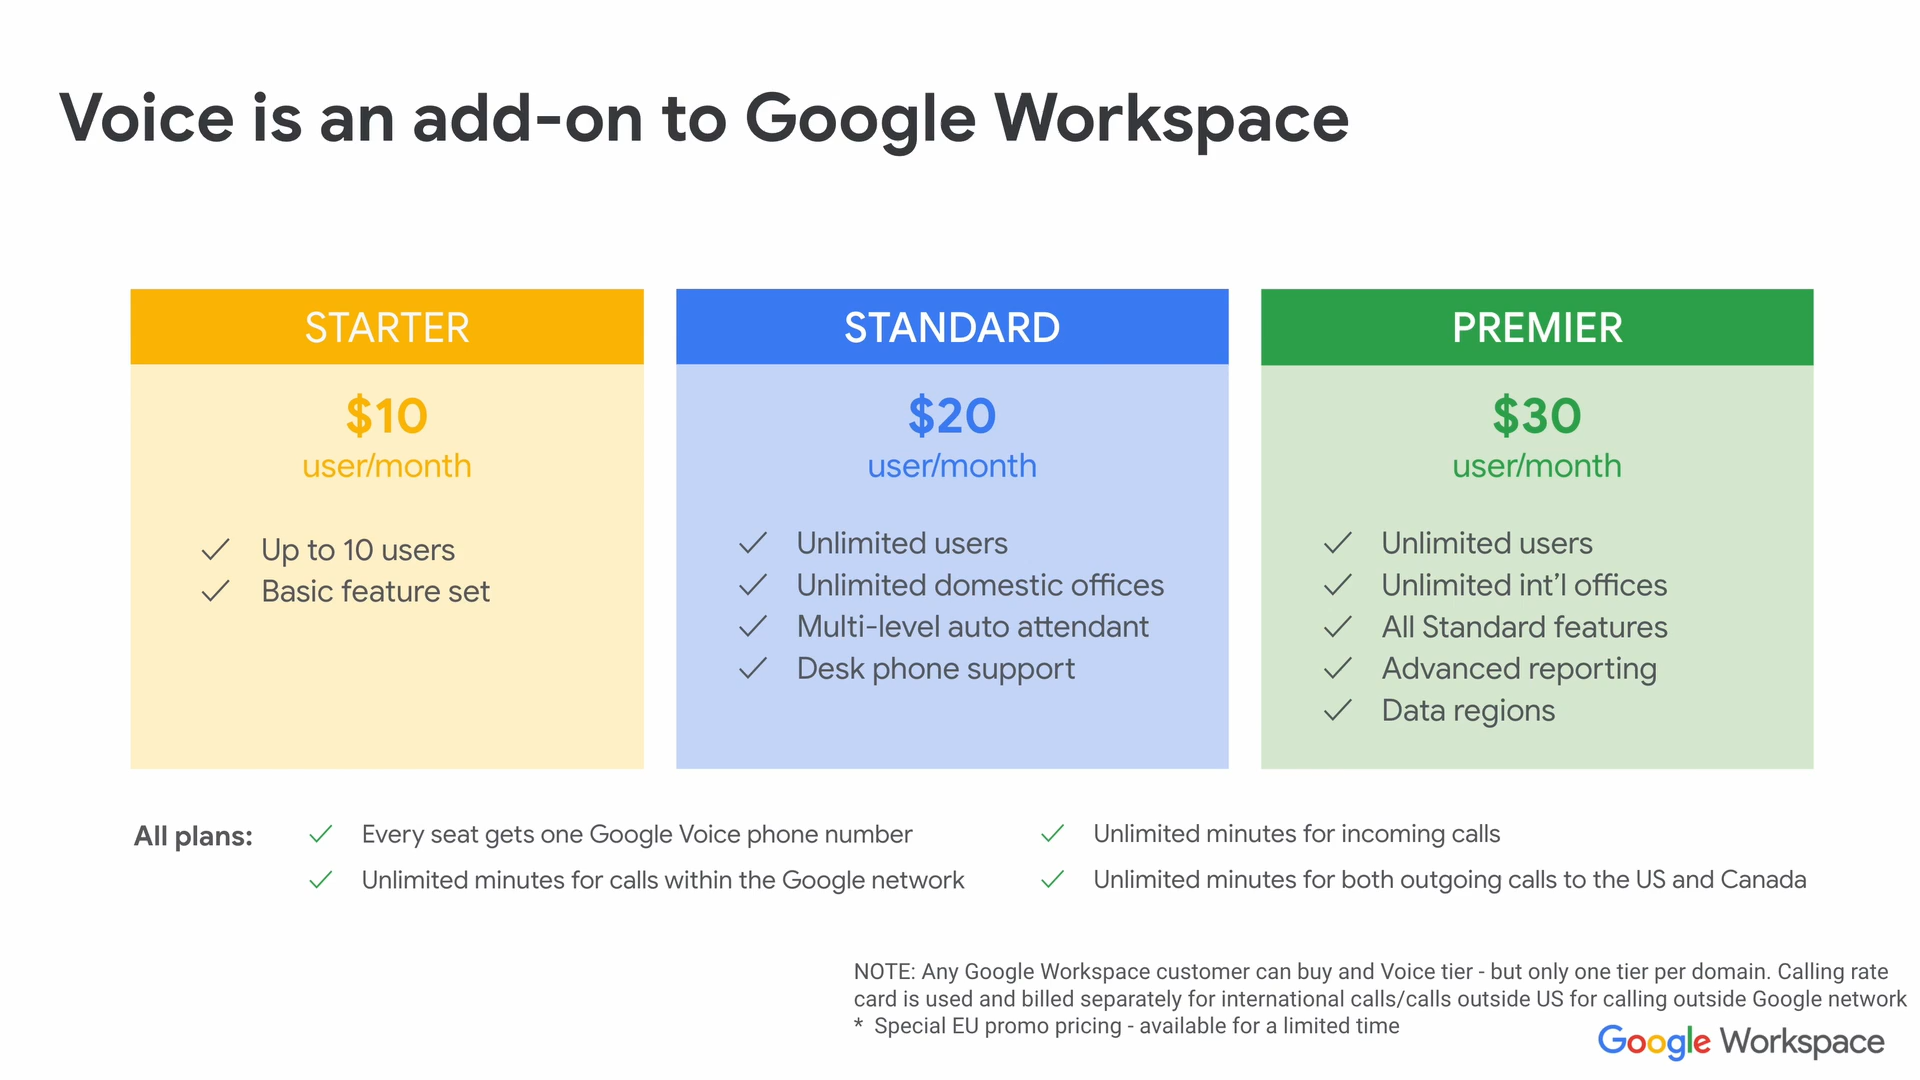 Voice is an add-on to Google Workspace
STARTER
$10
user/month
Up to 10 users
Basic feature set
STANDARD
$20
user/month
Unlimited users
Unlimited domestic offices
Multi-level auto attendant
Desk phone support
PREMIER
$30
user/month
Unlimited users
Unlimited int’l offices
All Standard features
Advanced reporting
Data regions
All plans:
Every seat gets one Google Voice phone number
Unlimited minutes for calls within the Google network
Unlimited minutes for incoming calls
Unlimited minutes for both outgoing calls to the US and Canada
NOTE: Any Google Workspace customer can buy and Voice tier - but only one tier per domain. Calling rate
card is used and billed separately for international calls/calls outside US for calling outside Google network
* Special EU promo pricing - available for a limited time
Google Workspace